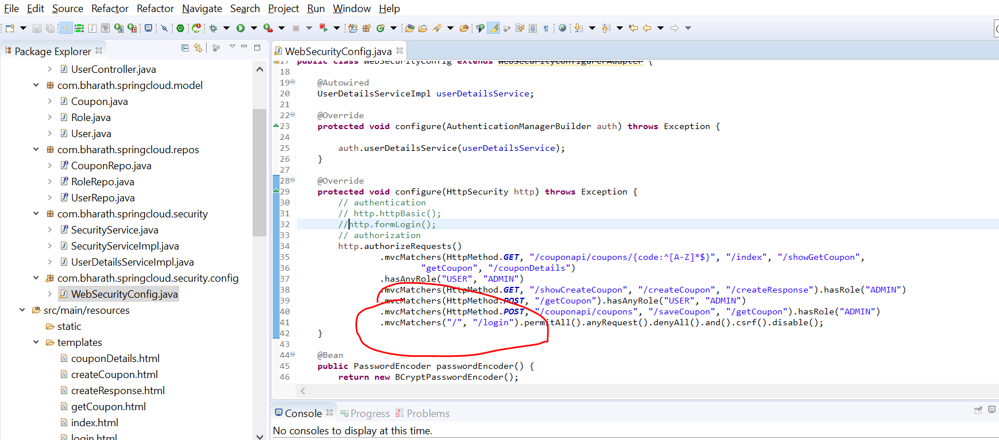 File Edit Source Refactor Refactor Navigate Search Project Run Window Help
Package Explorer
UserController.java
com.bharath.springcloud.model
Coupon.java
Role.java
User.java
com.bharath.springcloud.repos
CouponRepo.java
RoleRepo.java
UserRepo.java
com.bharath.springcloud.security
SecurityService.java
SecurityServiceImpl.java
UserDetailsServiceImpl.java
com.bharath.springcloud.security.config
WebSecurityConfig.java
src/main/resources
static
templates
couponDetails.html
createCoupon.html
createResponse.html
getCoupon.html
index.html
login.html
WebSecurityConfig.java
17 public class WebSecurityConfig extends WebSecurityConfigurerAdapter {
18
19 @Autowired
20 UserDetailsServiceImpl userDetailsService;
21
22 @Override
23 protected void configure(AuthenticationManagerBuilder auth) throws Exception {
24
25 auth.userDetailsService(userDetailsService);
26 }
27
28 @Override
29 protected void configure(HttpSecurity http) throws Exception {
30 // authentication
31 // http.httpBasic();
32 //http.formLogin();
33 // authorization
34 http.authorizeRequests()
35 .mvcMatchers(HttpMethod.GET, "/couponapi/coupons/{code:^[A-Z]*$}", "/index", "/showGetCoupon",
36 "getCoupon", "/couponDetails")
37 .hasAnyRole("USER", "ADMIN")
38 .mvcMatchers(HttpMethod.GET, "/showCreateCoupon", "/createCoupon", "/createResponse").hasRole("ADMIN")
39 .mvcMatchers(HttpMethod.POST, "/getCoupon").hasAnyRole("USER", "ADMIN")
40 .mvcMatchers(HttpMethod.POST, "/couponapi/coupons", "/saveCoupon", "/getCoupon").hasRole("ADMIN")
41 .mvcMatchers("/", "/login").permitAll().anyRequest().denyAll().and().csrf().disable();
42 }
43
44 @Bean
45 public PasswordEncoder passwordEncoder() {
46 return new BCryptPasswordEncoder();
Console Progress Problems
No consoles to display at this time.